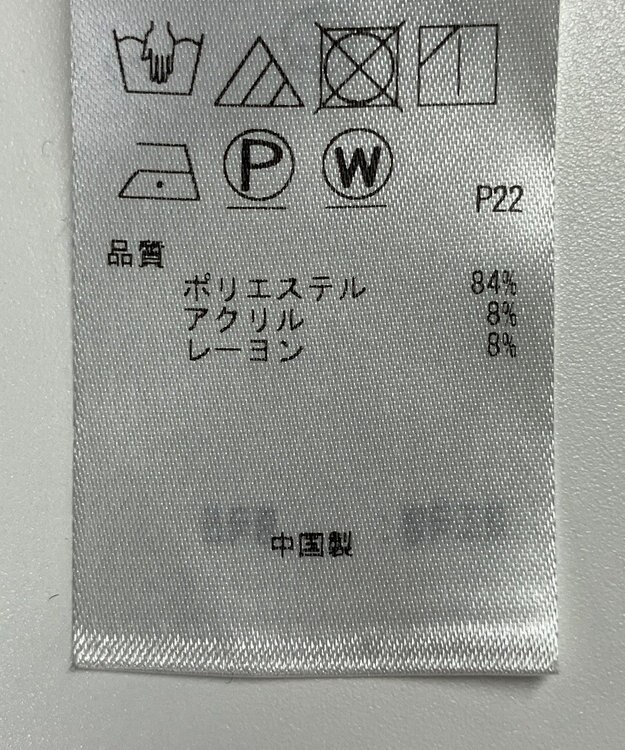 P W
P22
品質
ポリエステル 84%
アクリル 8%
レーヨン 8%
中国製